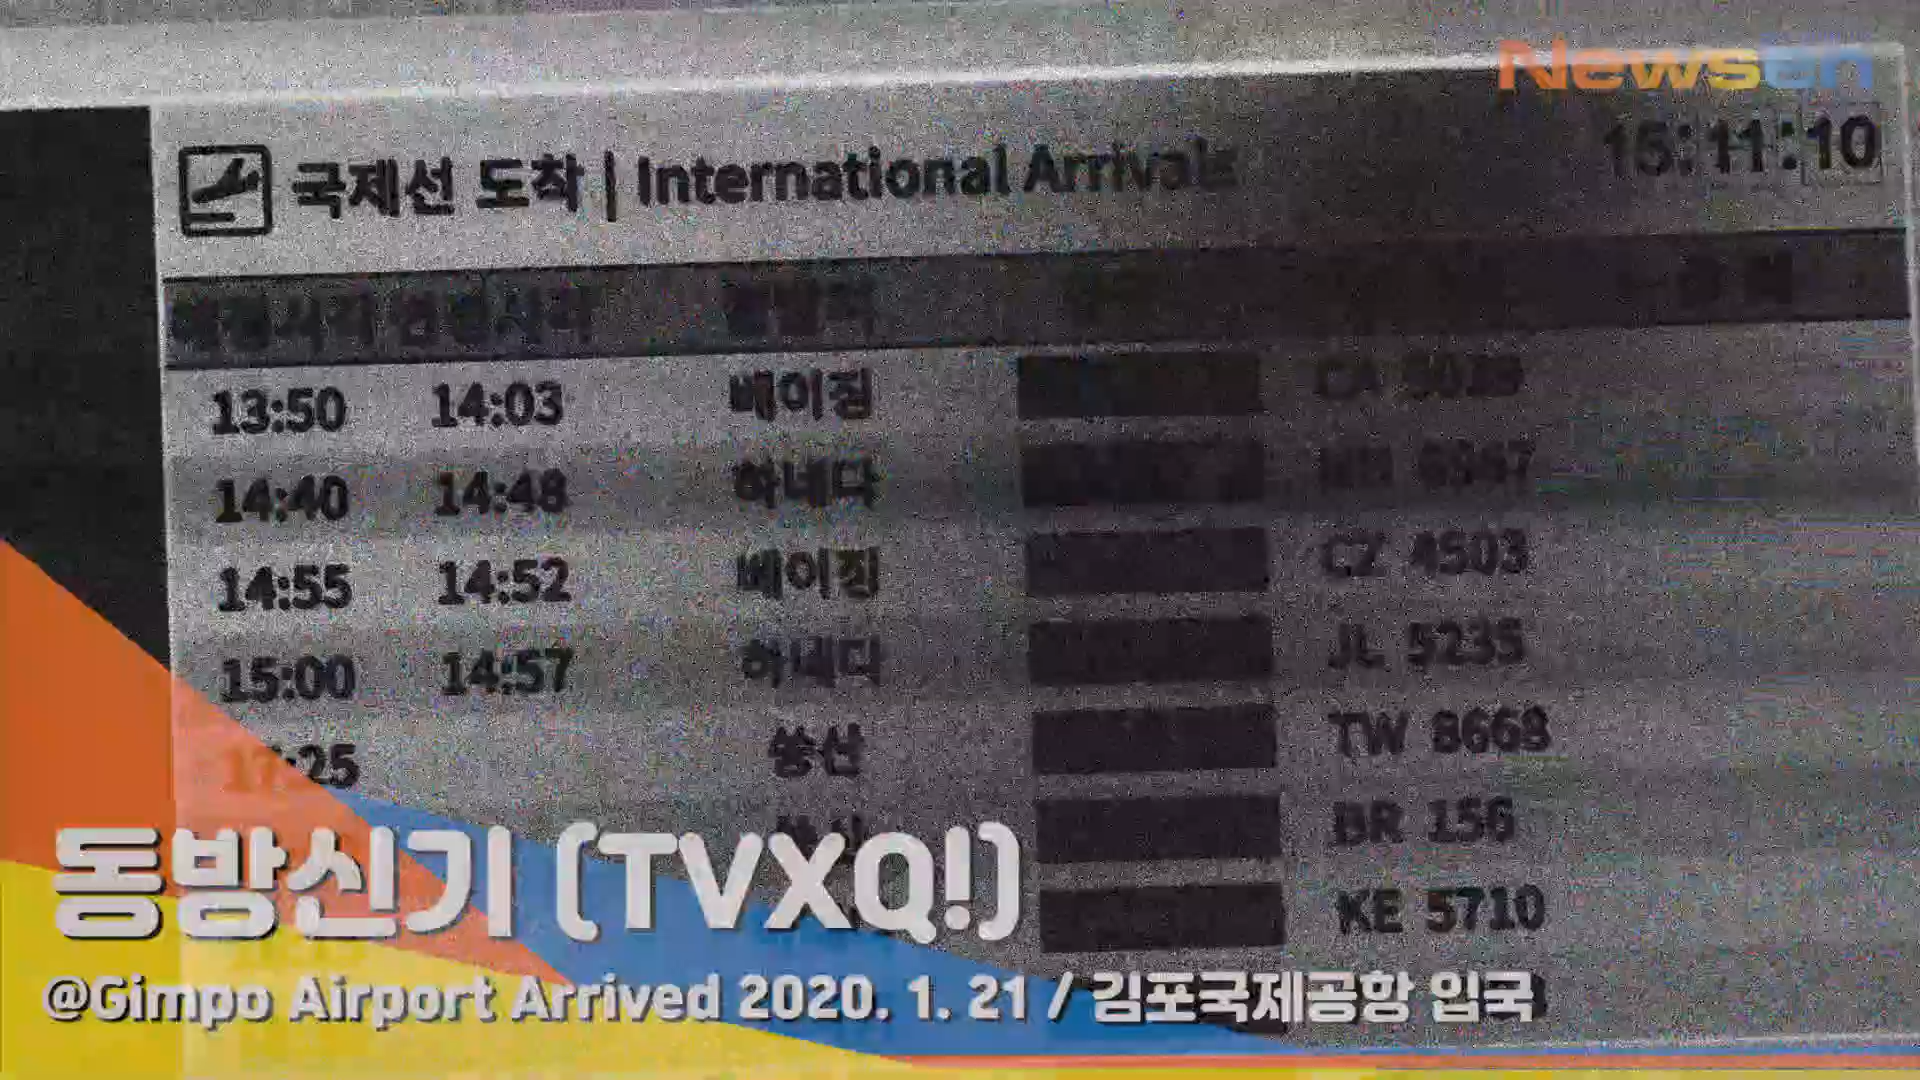 Newsen
국제선 도착 | International Arrivals
15:11:10
13:50 14:03 베이징 CA
14:40 14:48 하네다
14:55 14:52 베이징 CZ 4503
15:00 14:57 하네다 JL 5235
쑹산 TW 8668
BR 156
KE 5710
동방신기 (TVXQ!)
@Gimpo Airport Arrived 2020. 1. 21 / 김포국제공항 입국